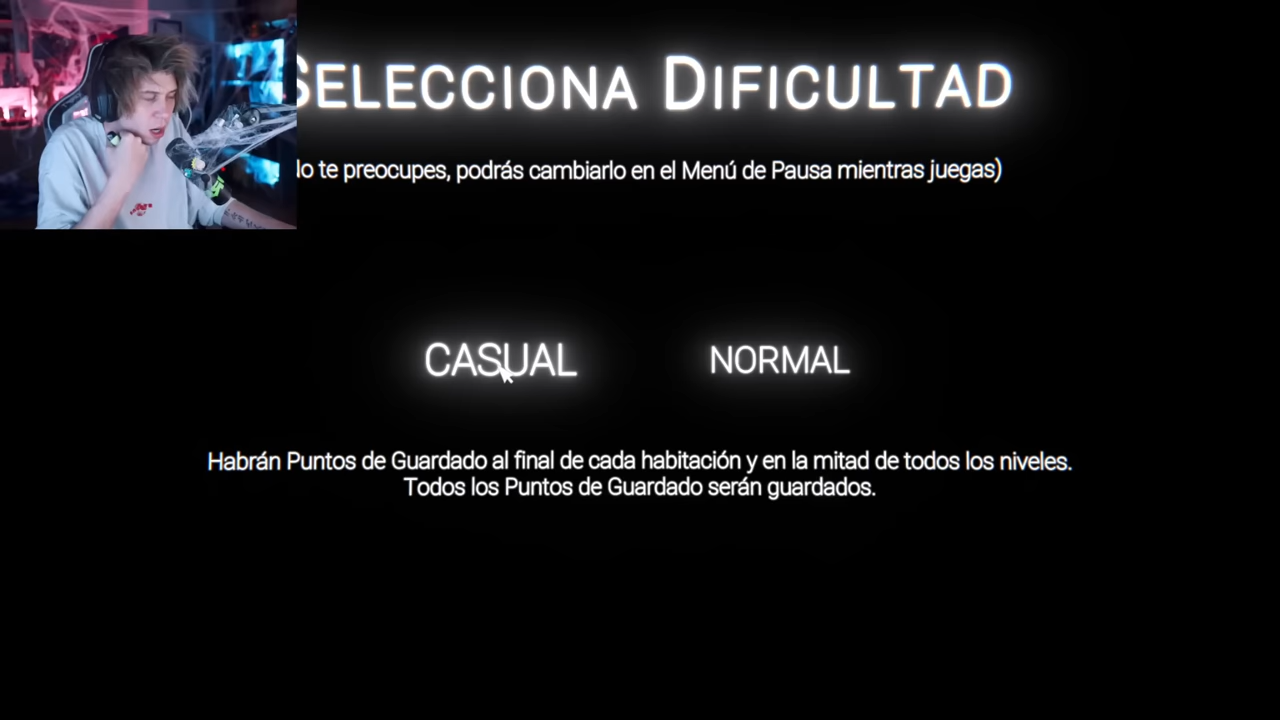 SELECCIONA DIFICULTAD
te preocupes, podrás cambiarlo en el Menú de Pausa mientras juegas)
CASUAL NORMAL
Habrán Puntos de Guardado al final de cada habitación y en la mitad de todos los niveles.
Todos los Puntos de Guardado serán guardados.